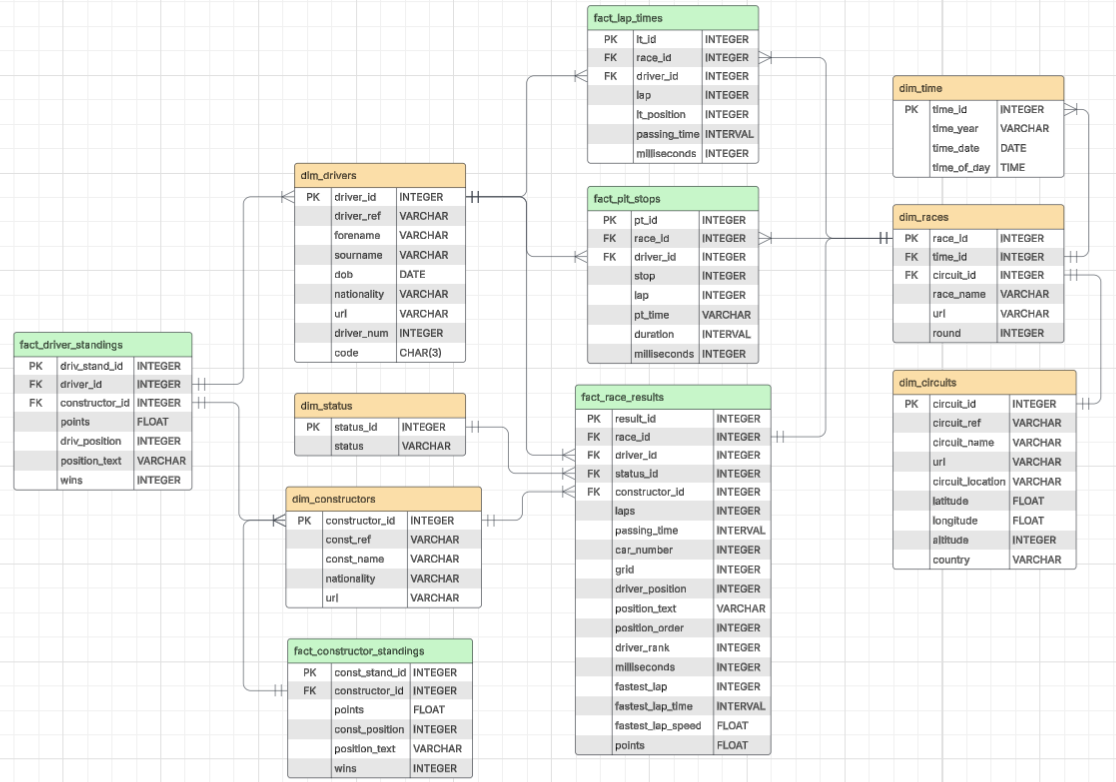 fact_lap_times
PK lt_id INTEGER
FK race_id INTEGER
FK driver_id INTEGER
lap INTEGER
lt_position INTEGER
passing_time INTERVAL
milliseconds INTEGER
dim_time
PK time_id INTEGER
time_year VARCHAR
time_date DATE
time_of_day TIME
dim_drivers
PK driver_id INTEGER
driver_ref VARCHAR
forename VARCHAR
sourname VARCHAR
dob DATE
nationality VARCHAR
url VARCHAR
driver_num INTEGER
code CHAR(3)
fact_pit_stops
PK pt_id INTEGER
FK race_id INTEGER
FK driver_id INTEGER
stop INTEGER
lap INTEGER
pt_time VARCHAR
duration INTERVAL
milliseconds INTEGER
dim_races
PK race_id INTEGER
FK time_id INTEGER
FK circuit_id INTEGER
race_name VARCHAR
url VARCHAR
round INTEGER
fact_driver_standings
PK driv_stand_id INTEGER
FK driver_id INTEGER
FK constructor_id INTEGER
points FLOAT
driv_position INTEGER
position_text VARCHAR
wins INTEGER
dim_status
PK status_id INTEGER
status VARCHAR
fact_race_results
PK result_id INTEGER
FK race_id INTEGER
FK driver_id INTEGER
FK status_id INTEGER
FK constructor_id INTEGER
laps INTEGER
passing_time INTERVAL
car_number INTEGER
grid INTEGER
driver_position INTEGER
position_text VARCHAR
position_order INTEGER
driver_rank INTEGER
milliseconds INTEGER
fastest_lap INTEGER
fastest_lap_time INTERVAL
fastest_lap_speed FLOAT
points FLOAT
dim_circuits
PK circuit_id INTEGER
circuit_ref VARCHAR
circuit_name VARCHAR
url VARCHAR
circuit_location VARCHAR
latitude FLOAT
longitude FLOAT
altitude INTEGER
country VARCHAR
dim_constructors
PK constructor_id INTEGER
const_ref VARCHAR
const_name VARCHAR
nationality VARCHAR
url VARCHAR
fact_constructor_standings
PK const_stand_id INTEGER
FK constructor_id INTEGER
points FLOAT
const_position INTEGER
position_text VARCHAR
wins INTEGER